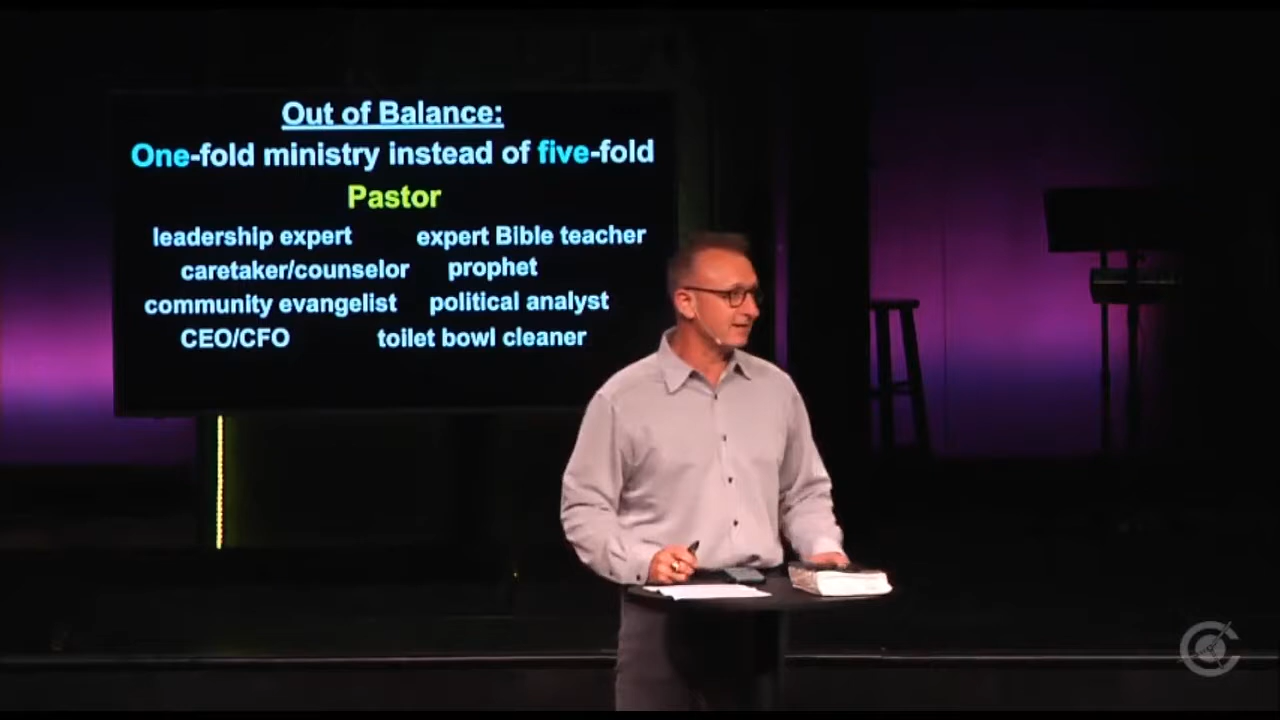 Out of Balance:
One-fold ministry instead of five-fold
Pastor
leadership expert expert Bible teacher
caretaker/counselor prophet
community evangelist political analyst
CEO/CFO toilet bowl cleaner